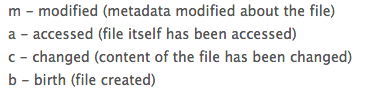 m – modified (metadata modified about the file)
a – accessed (file itself has been accessed)
c – changed (content of the file has been changed)
b – birth (file created)